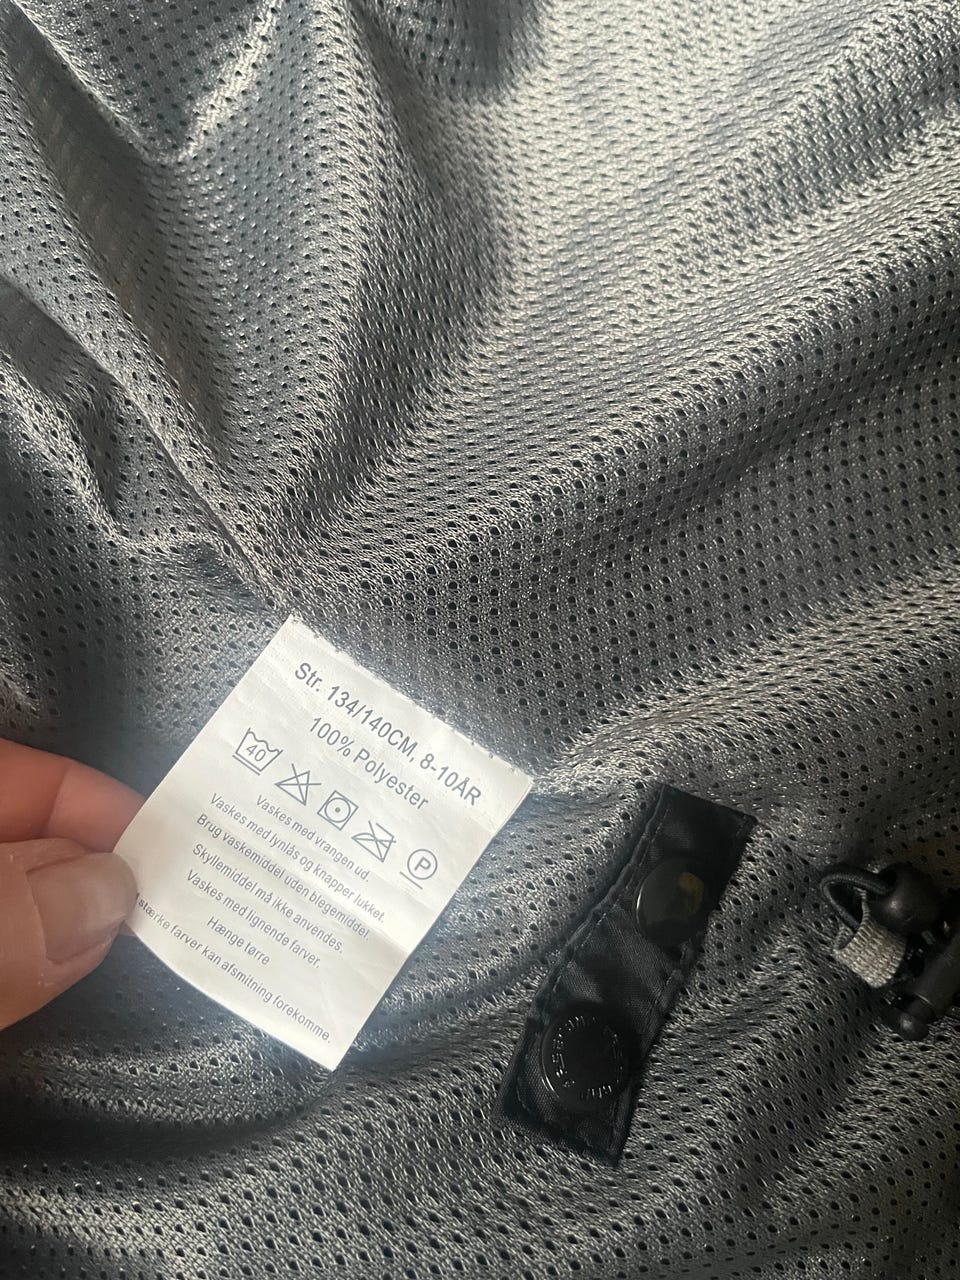 Str. 134/140CM, 8-10ÅR
100% Polyester
40
P
Vaskes med vrangen ud.
Vaskes med lynlås og knapper lukket.
Brug vaskemiddel uden blegemiddel.
Skyllemiddel må ikke anvendes.
Vaskes med lignende farver.
Hænge tørre
stærke farver kan afsmitning forekomme.